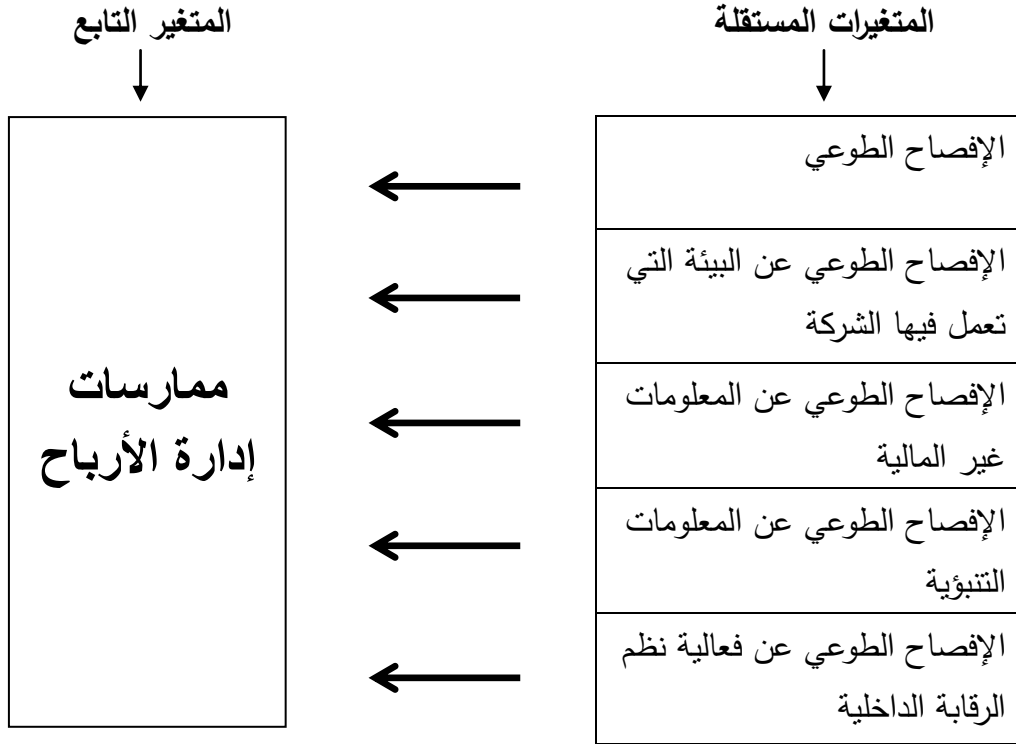 المتغيرات المستقلة
المتغير التابع
الإفصاح الطوعي
الإفصاح الطوعي عن البيئة التي
تعمل فيها الشركة
الإفصاح الطوعي عن المعلومات
غير المالية
الإفصاح الطوعي عن المعلومات
التنبؤية
الإفصاح الطوعي عن فعالية نظم
الرقابة الداخلية
ممارسات
إدارة الأرباح